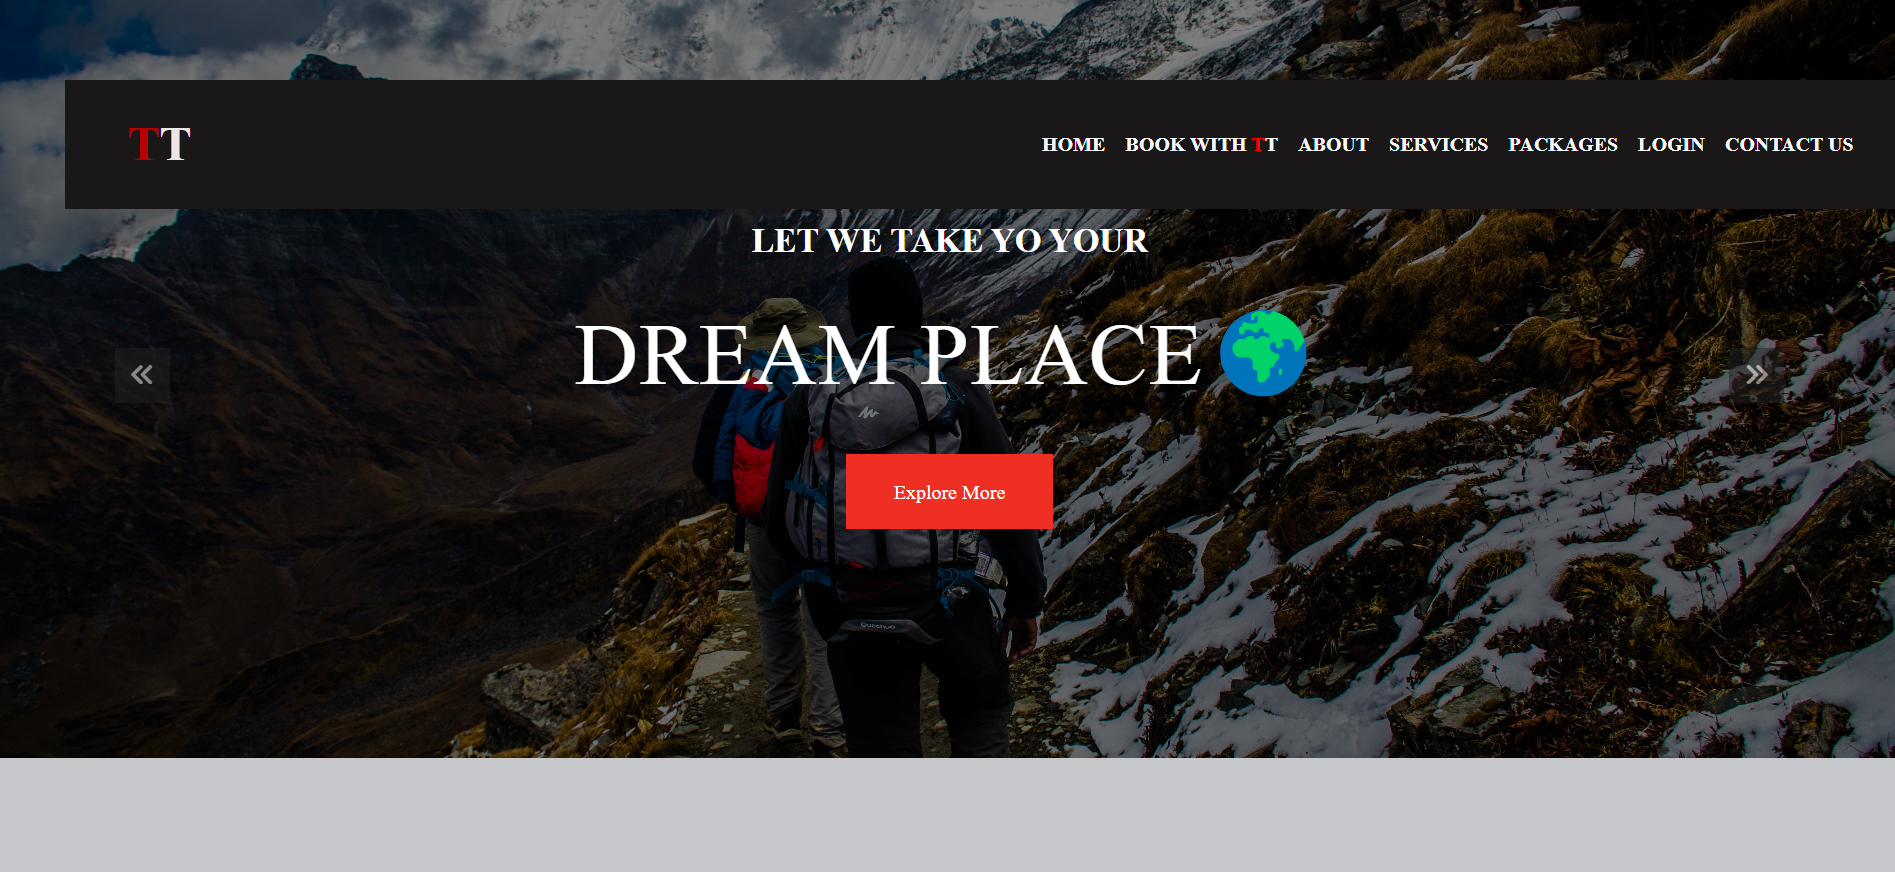 TT
HOME BOOK WITH TT ABOUT SERVICES PACKAGES LOGIN CONTACT US
LET WE TAKE YO YOUR
DREAM PLACE 🌍
« »
Explore More
Quechua